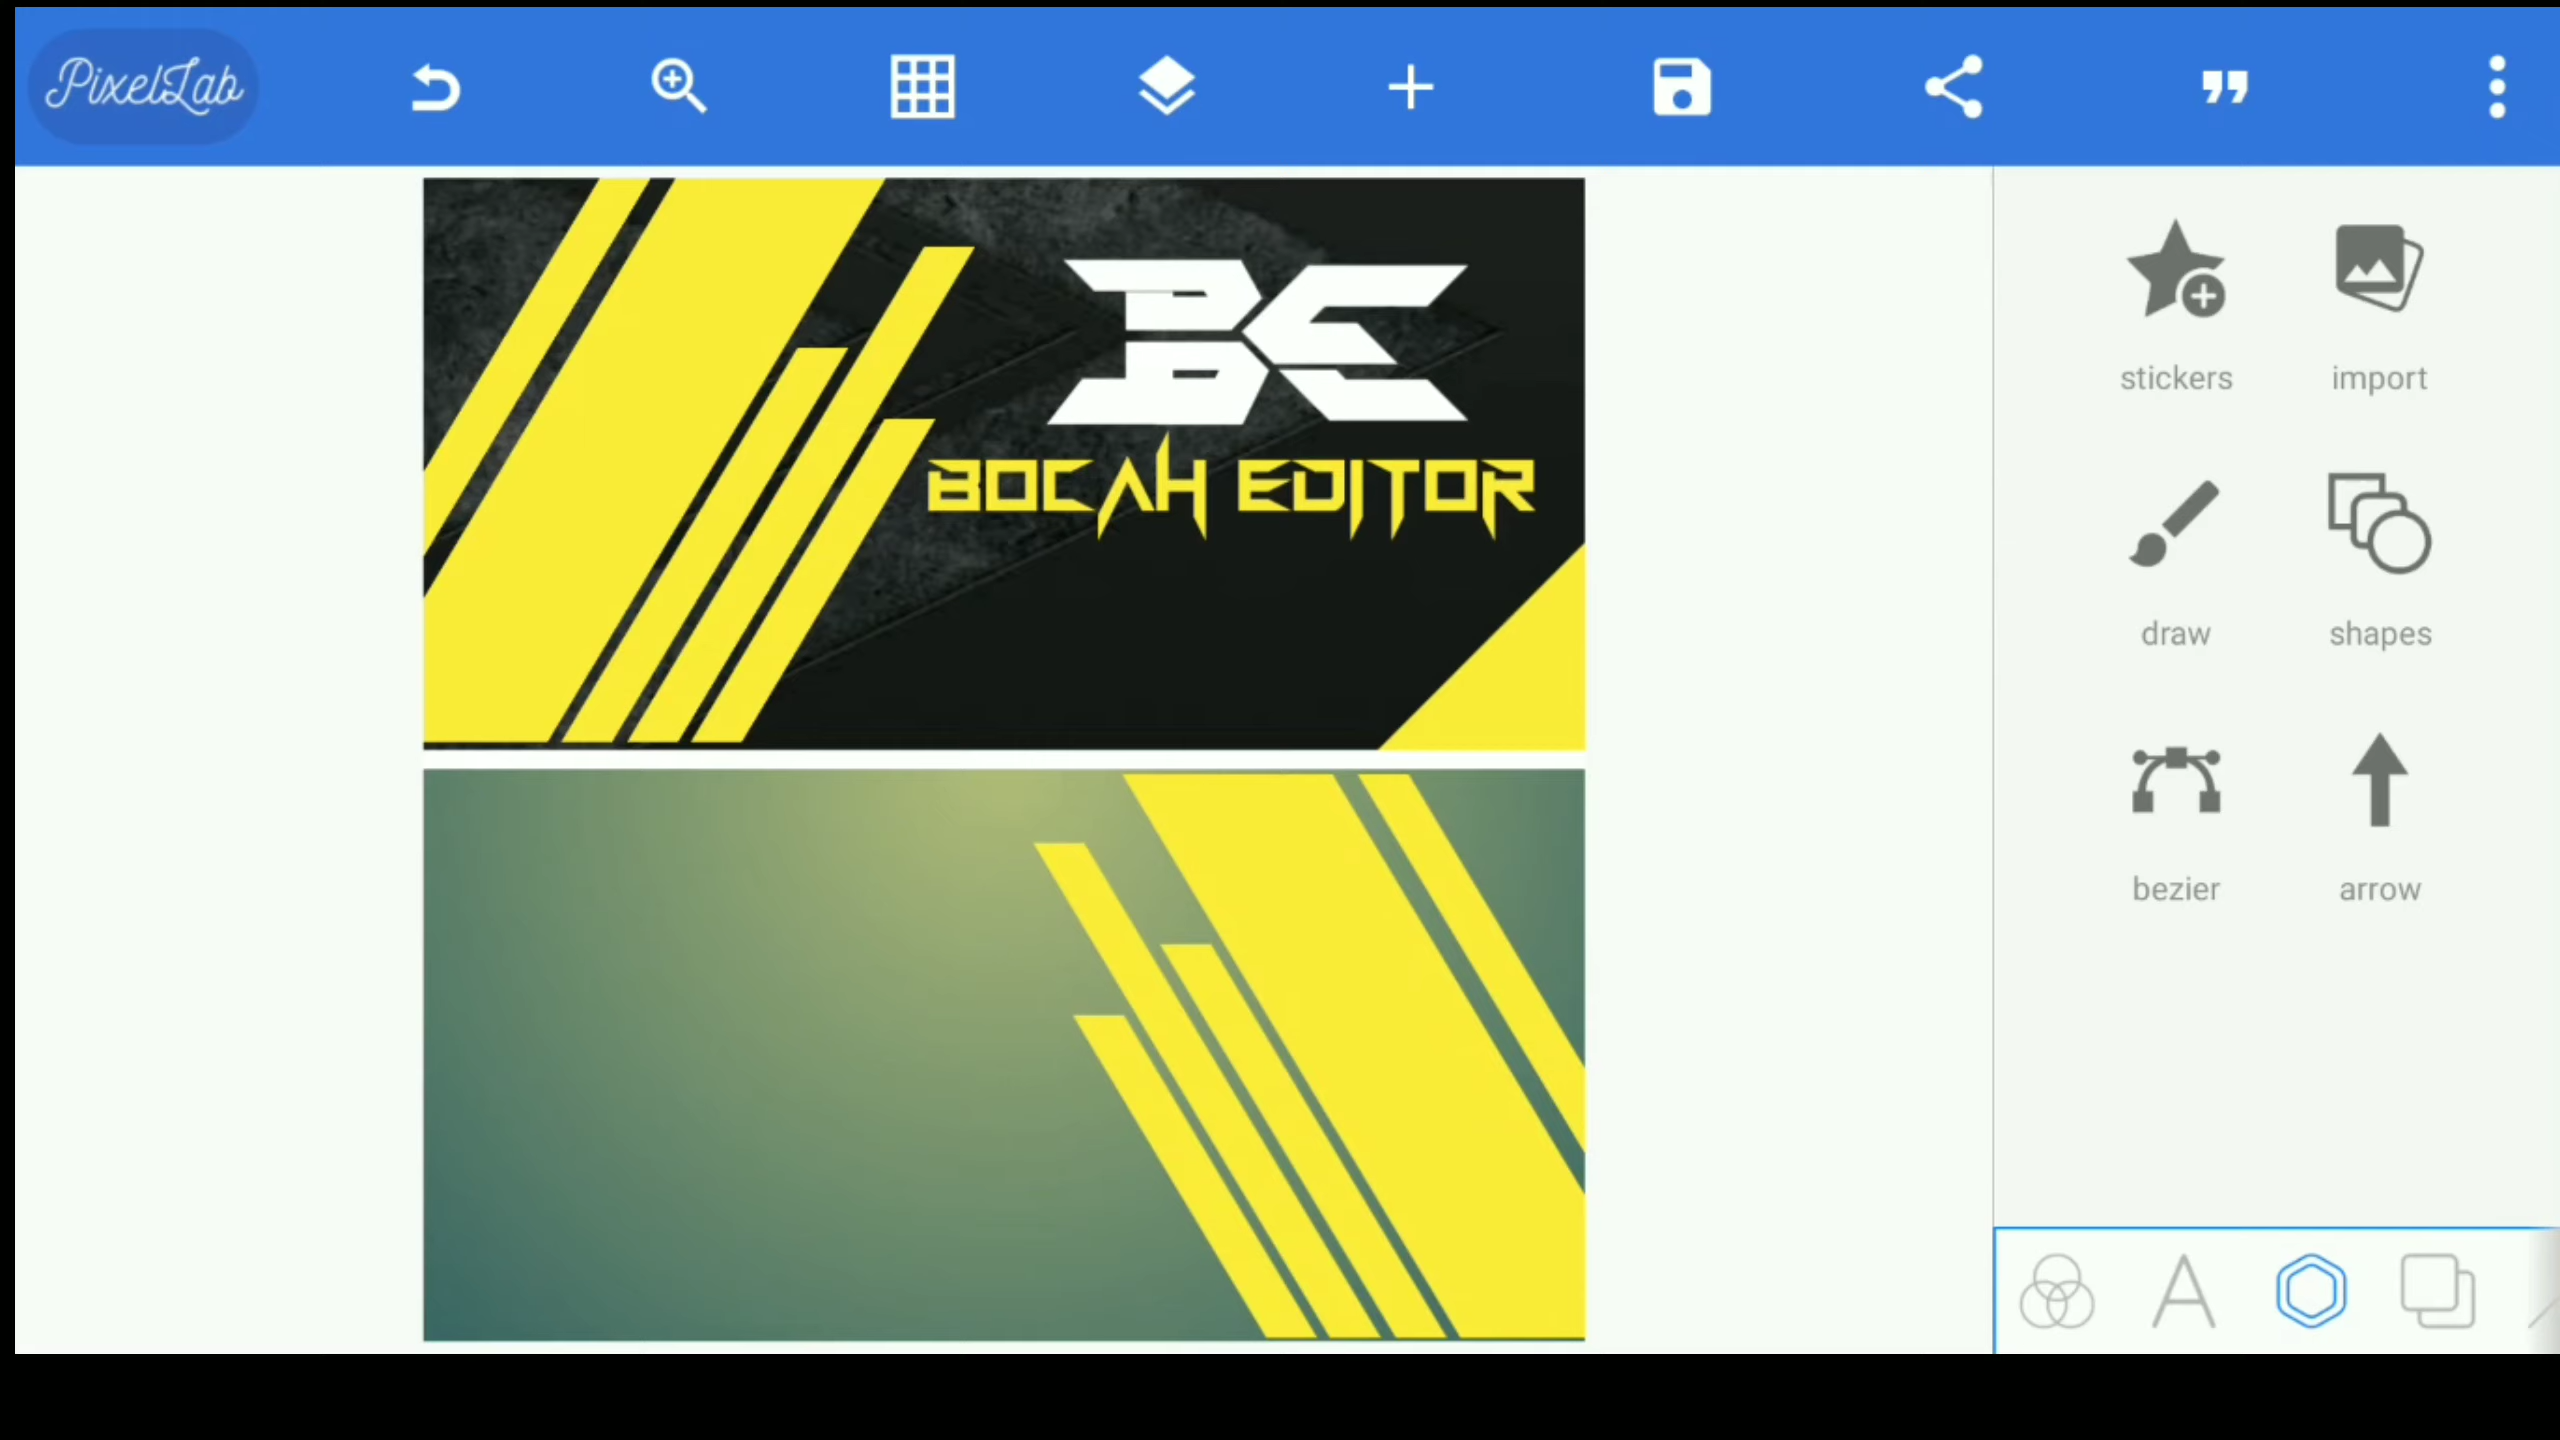 PixelLab
BE
BOCAH EDITOR
stickers
import
draw
shapes
bezier
arrow